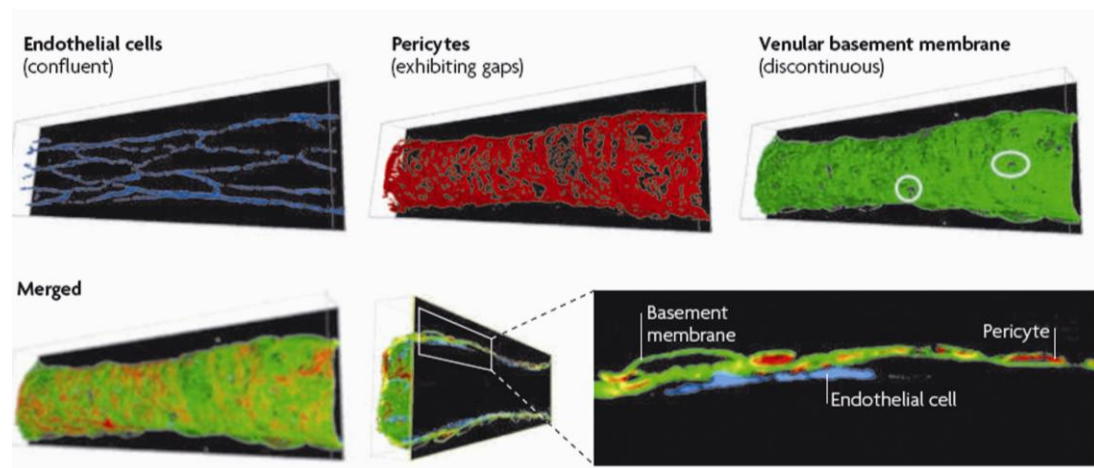 Endothelial cells
(confluent)
Pericytes
(exhibiting gaps)
Venular basement membrane
(discontinuous)
Merged
Basement
membrane
Pericyte
Endothelial cell